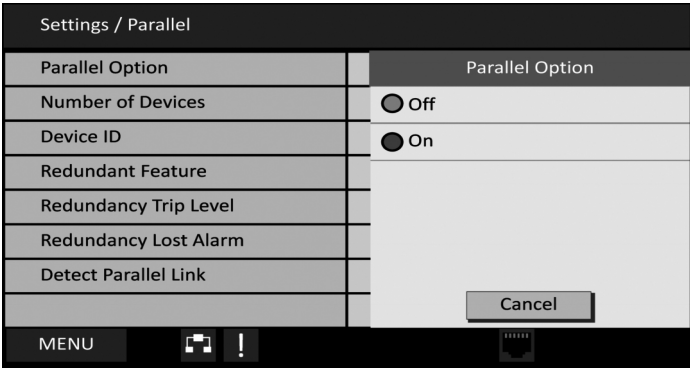 Settings / Parallel
Parallel Option
Number of Devices
Device ID
Redundant Feature
Redundancy Trip Level
Redundancy Lost Alarm
Detect Parallel Link
Parallel Option
Off
On
Cancel
MENU
!